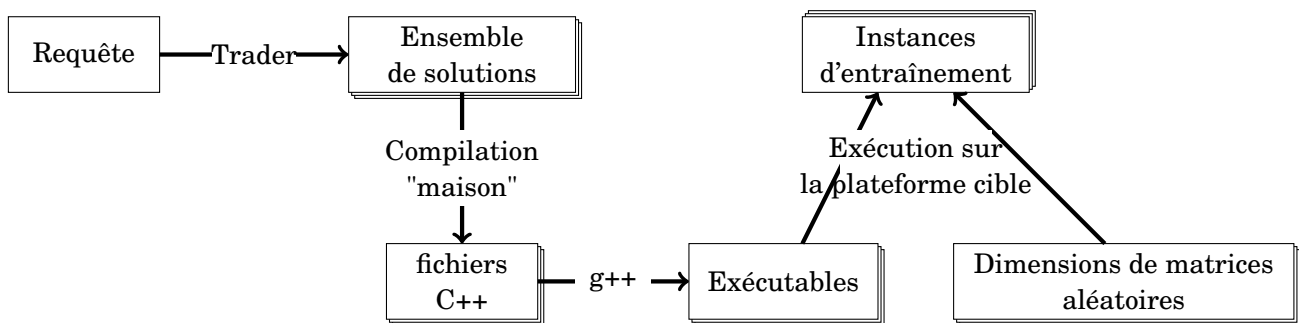 Requête
Trader
Ensemble
de solutions
Instances
d'entraînement
Compilation
"maison"
Exécution sur
la plateforme cible
fichiers
C++
g++
Exécutables
Dimensions de matrices
aléatoires